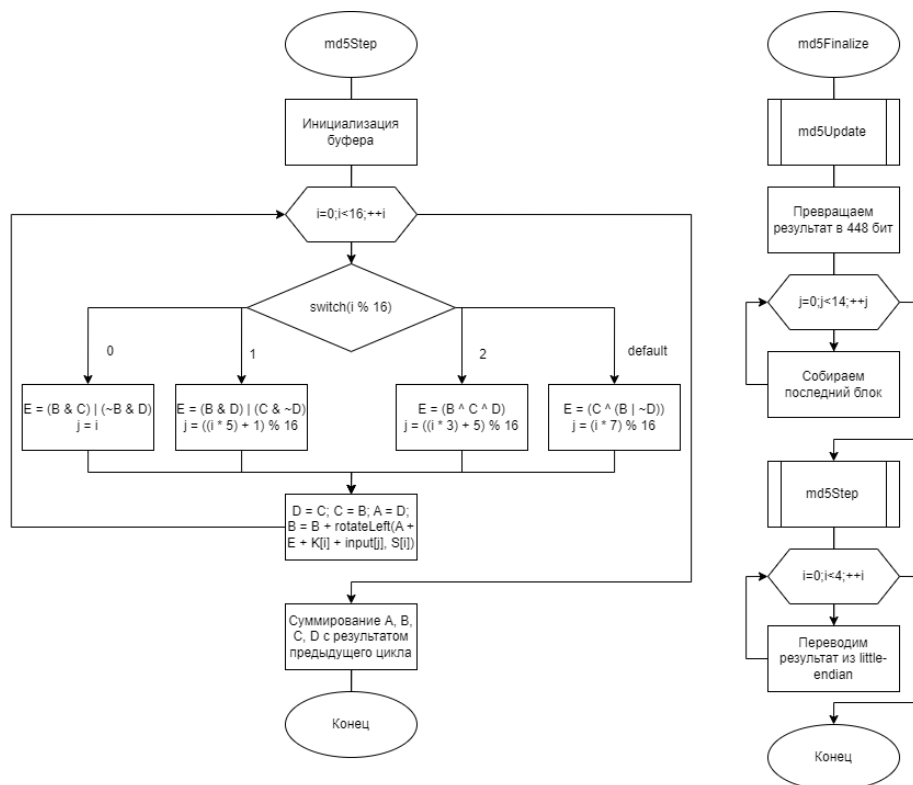 md5Step
Инициализация
буфера
i=0;i<16;++i
switch(i % 16)
0
1
2
default
E = (B & C) | (~B & D)
j = i
E = (B & D) | (C & ~D)
j = ((i * 5) + 1) % 16
E = (B ^ C ^ D)
j = ((i * 3) + 5) % 16
E = (C ^ (B | ~D))
j = (i * 7) % 16
D = C; C = B; A = D;
B = B + rotateLeft(A +
E + K[i] + input[j], S[i])
Суммирование A, B,
C, D с результатом
предыдущего цикла
Конец
md5Finalize
md5Update
Превращаем
результат в 448 бит
j=0;j<14;++j
Собираем
последний блок
md5Step
i=0;i<4;++i
Переводим
результат из little-
endian
Конец